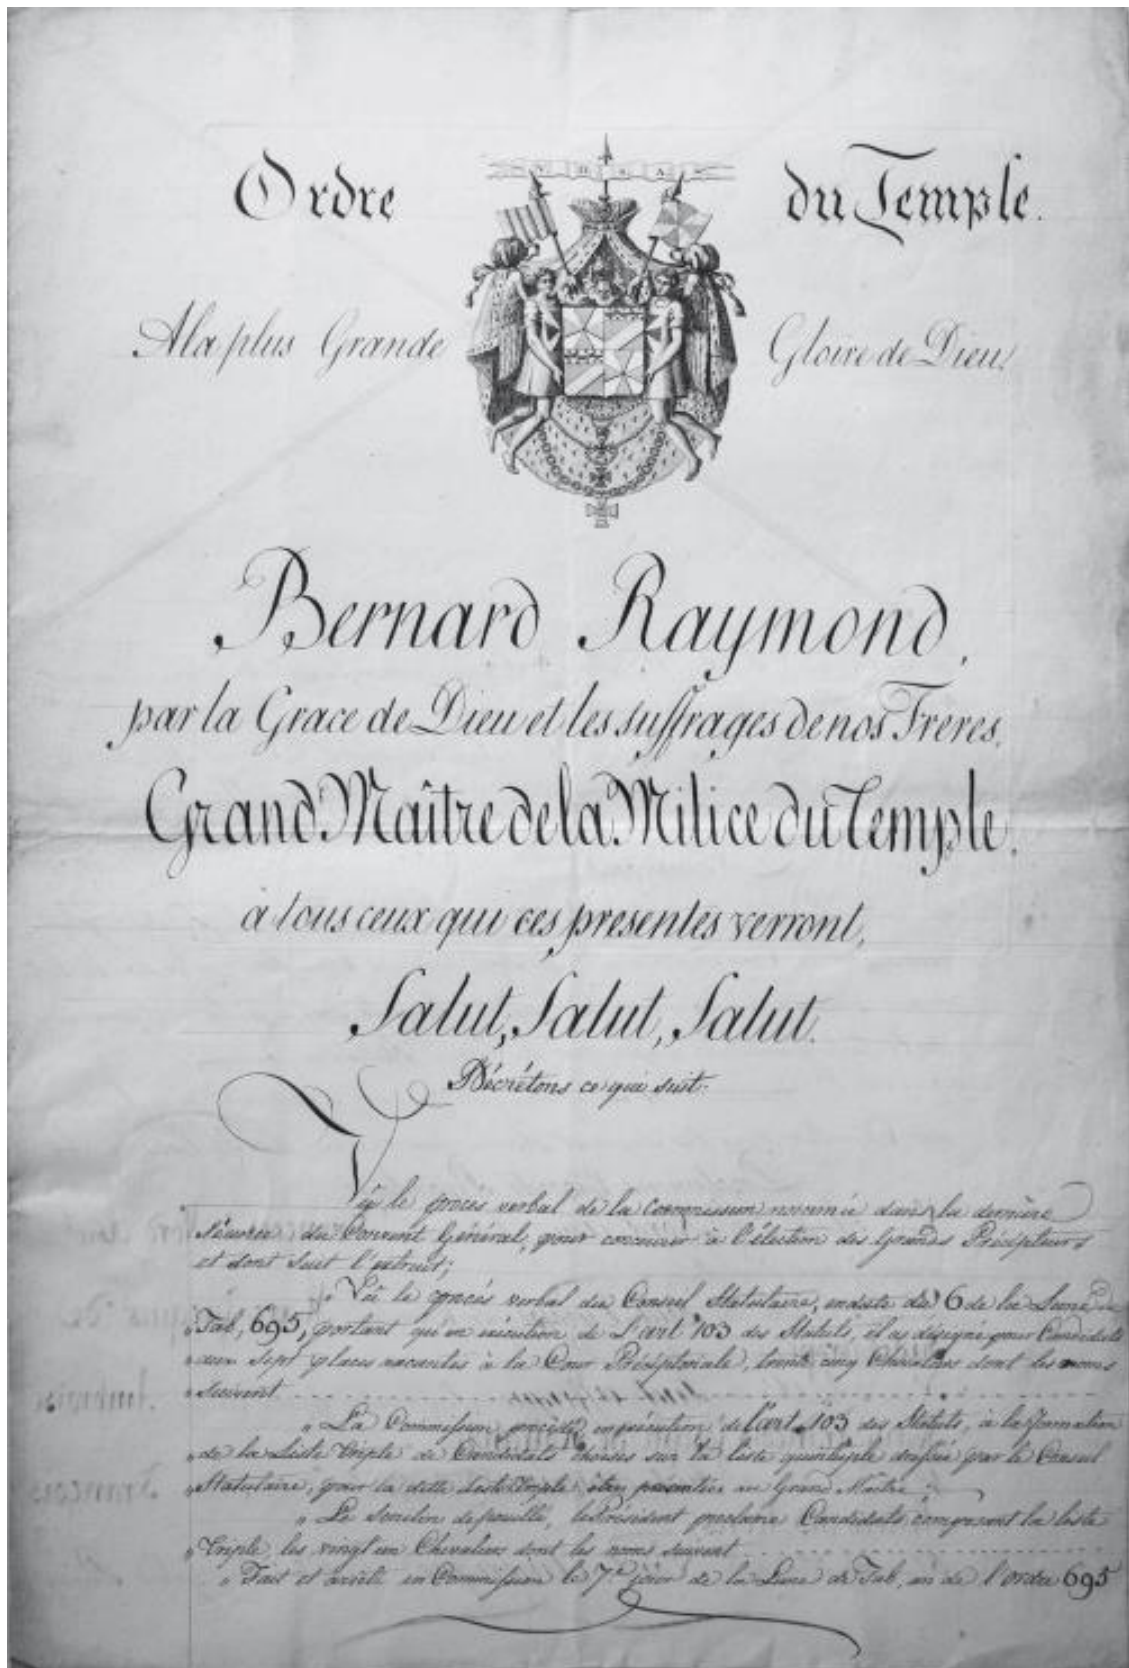 Ordre du Temple.
A la plus Grande Gloire de Dieu,
Bernard Raymond,
par la Grace de Dieu et les suffrages de nos Freres,
Grand Maître de la Milice du Temple,
à tous ceux qui ces presentes verront,
Salut, Salut, Salut.
Décrétons ce qui suit.
Vu le procès verbal de la Commission nommée dans la dernière
Séance du Convent Général, pour concourir à l'élection des Grands Précepteurs
et dont suit l'extrait;
" Vu le procès verbal du Conseil Statutaire, en date du 6 de la Lune de
" Tab, 695, portant qu'en exécution de l'art 103 des Statuts, il a désigné pour Candidats
" aux Sept places vacantes à la Cour Préceptoriale, trente cinq Chevaliers dont les noms
" suivent
" La Commission procède en exécution de l'art 103 des Statuts, à la formation
" de la Liste triple de Candidats choisis sur la liste quintuple dressée par le Conseil
" Statutaire, pour la dite Liste triple être présentée au Grand Maître
" Le Scrutin dépouillé, le Président proclame Candidats composant la liste
" triple les vingt un Chevaliers dont les noms suivent
" Fait et arrêté en Commission le 7e jour de la Lune de Tab, an de l'ordre 695